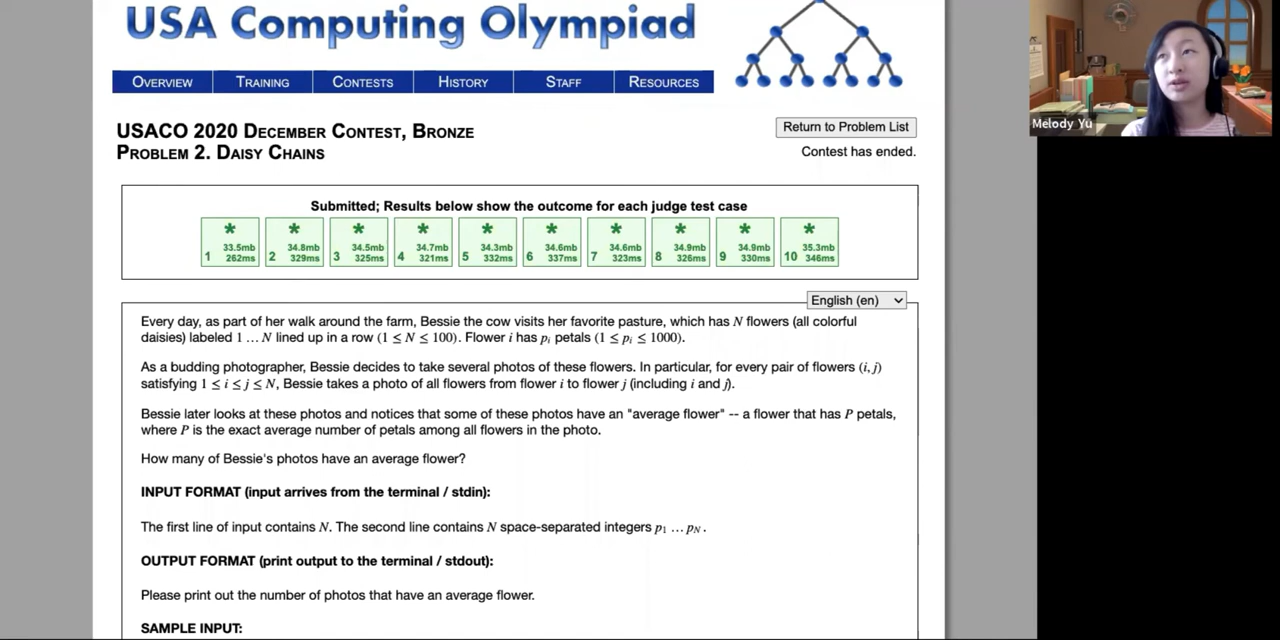 USA Computing Olympiad
OVERVIEW TRAINING CONTESTS HISTORY STAFF RESOURCES
USACO 2020 DECEMBER CONTEST, BRONZE
PROBLEM 2. DAISY CHAINS
Return to Problem List
Contest has ended.
Submitted; Results below show the outcome for each judge test case
1 * 33.5mb 262ms
2 * 34.8mb 329ms
3 * 34.5mb 325ms
4 * 34.7mb 321ms
5 * 34.3mb 332ms
6 * 34.6mb 337ms
7 * 34.6mb 323ms
8 * 34.9mb 326ms
9 * 34.9mb 330ms
10 * 35.3mb 346ms
English (en)
Every day, as part of her walk around the farm, Bessie the cow visits her favorite pasture, which has N flowers (all colorful
daisies) labeled 1 … N lined up in a row (1 ≤ N ≤ 100). Flower i has pᵢ petals (1 ≤ pᵢ ≤ 1000).
As a budding photographer, Bessie decides to take several photos of these flowers. In particular, for every pair of flowers (i, j)
satisfying 1 ≤ i ≤ j ≤ N, Bessie takes a photo of all flowers from flower i to flower j (including i and j).
Bessie later looks at these photos and notices that some of these photos have an "average flower" -- a flower that has P petals,
where P is the exact average number of petals among all flowers in the photo.
How many of Bessie's photos have an average flower?
INPUT FORMAT (input arrives from the terminal / stdin):
The first line of input contains N. The second line contains N space-separated integers p₁ … pN.
OUTPUT FORMAT (print output to the terminal / stdout):
Please print out the number of photos that have an average flower.
SAMPLE INPUT:
Melody Yu